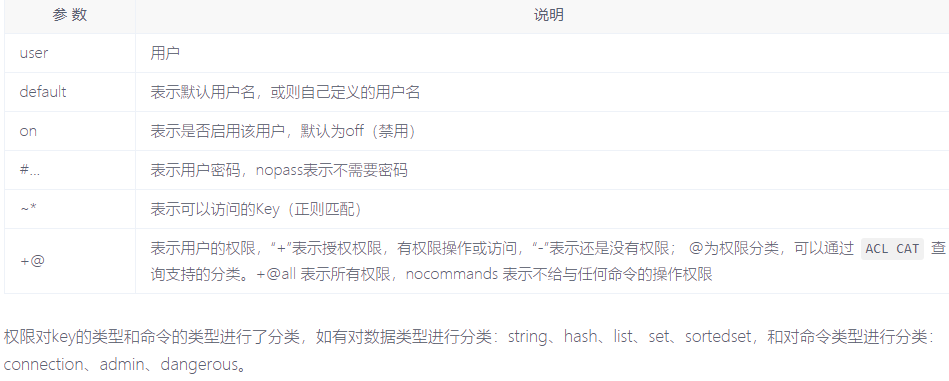 参 数 说明
user 用户
default 表示默认用户名，或则自己定义的用户名
on 表示是否启用该用户，默认为off（禁用）
#... 表示用户密码，nopass表示不需要密码
~* 表示可以访问的Key（正则匹配）
+@ 表示用户的权限，“+”表示授权权限，有权限操作或访问，“-”表示还是没有权限； @为权限分类，可以通过 ACL CAT 查
询支持的分类。+@all 表示所有权限，nocommands 表示不给与任何命令的操作权限
权限对key的类型和命令的类型进行了分类，如有对数据类型进行分类：string、hash、list、set、sortedset，和对命令类型进行分类：
connection、admin、dangerous。